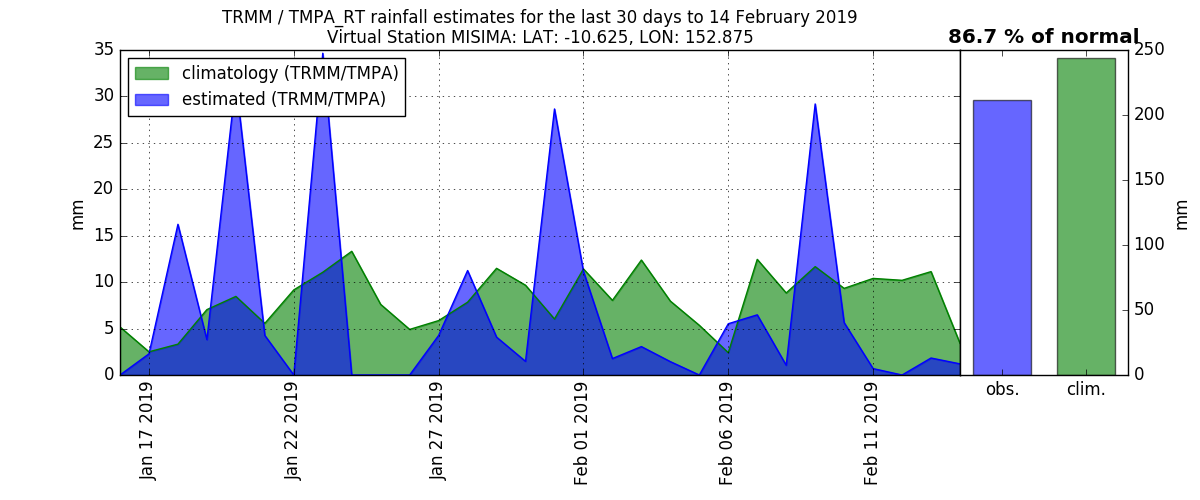 TRMM / TMPA_RT rainfall estimates for the last 30 days to 14 February 2019
Virtual Station MISIMA: LAT: -10.625, LON: 152.875
86.7 % of normal
climatology (TRMM/TMPA)
estimated (TRMM/TMPA)
35
30
25
20
15
10
5
0
mm
250
200
150
100
50
0
mm
Jan 17 2019
Jan 22 2019
Jan 27 2019
Feb 01 2019
Feb 06 2019
Feb 11 2019
obs.
clim.